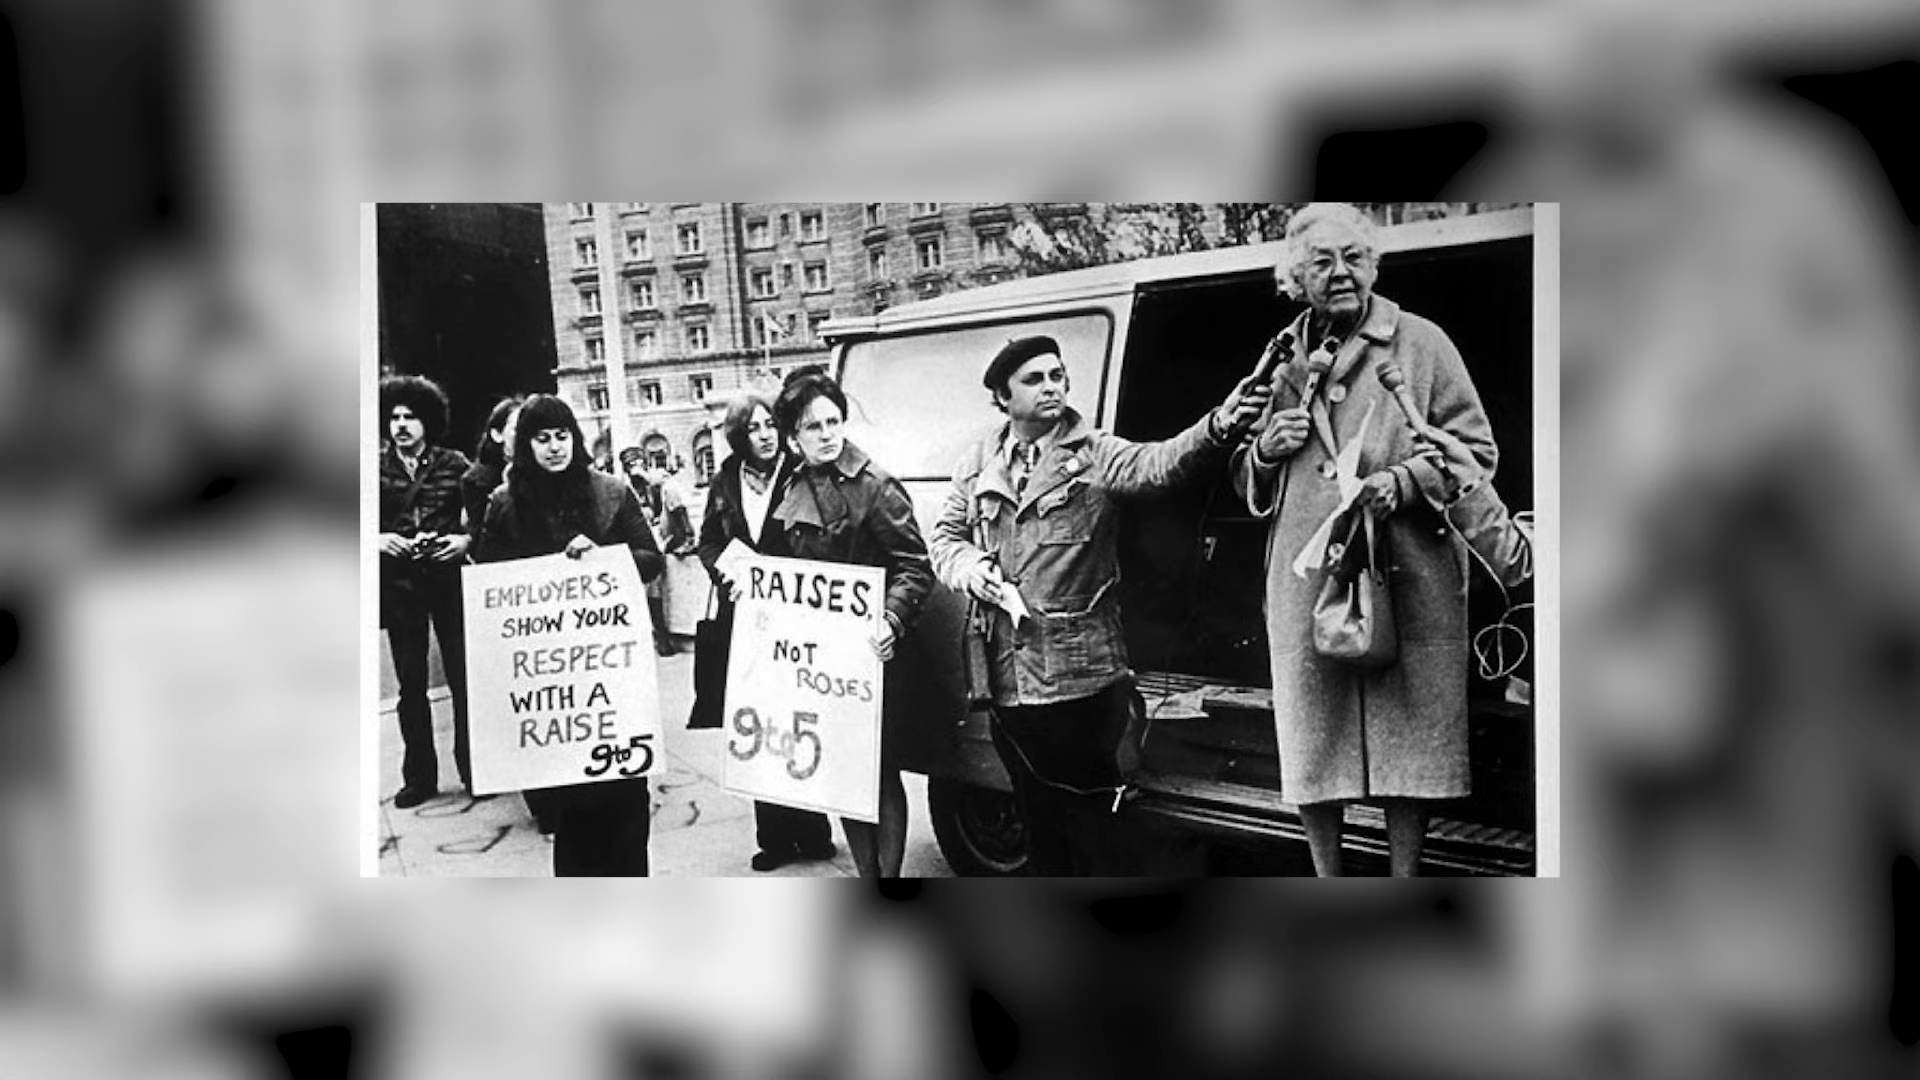 EMPLOYERS:
SHOW YOUR
RESPECT
WITH A
RAISE
9to5
RAISES,
NOT
ROSES
9to5